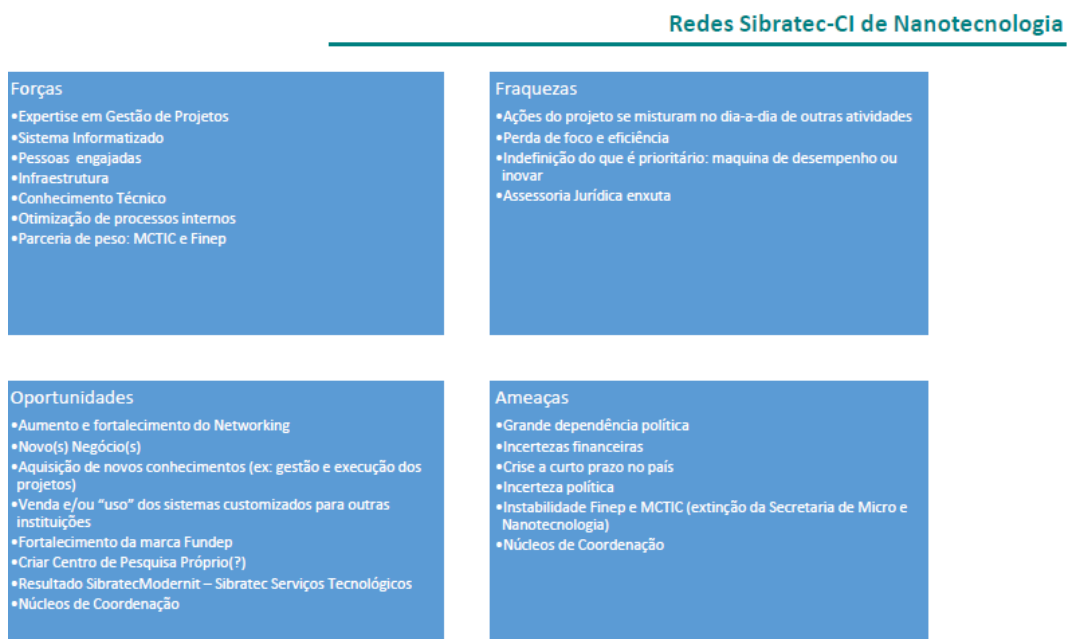 Redes Sibratec-CI de Nanotecnologia
Forças
•Expertise em Gestão de Projetos
•Sistema Informatizado
•Pessoas engajadas
•Infraestrutura
•Conhecimento Técnico
•Otimização de processos internos
•Parceria de peso: MCTIC e Finep
Fraquezas
•Ações do projeto se misturam no dia-a-dia de outras atividades
•Perda de foco e eficiência
•Indefinição do que é prioritário: maquina de desempenho ou
inovar
•Assessoria Jurídica enxuta
Oportunidades
•Aumento e fortalecimento do Networking
•Novo(s) Negócio(s)
•Aquisição de novos conhecimentos (ex: gestão e execução dos
projetos)
•Venda e/ou “uso” dos sistemas customizados para outras
instituições
•Fortalecimento da marca Fundep
•Criar Centro de Pesquisa Próprio(?)
•Resultado SibratecModernit – Sibratec Serviços Tecnológicos
•Núcleos de Coordenação
Ameaças
•Grande dependência política
•Incertezas financeiras
•Crise a curto prazo no país
•Incerteza política
•Instabilidade Finep e MCTIC (extinção da Secretaria de Micro e
Nanotecnologia)
•Núcleos de Coordenação